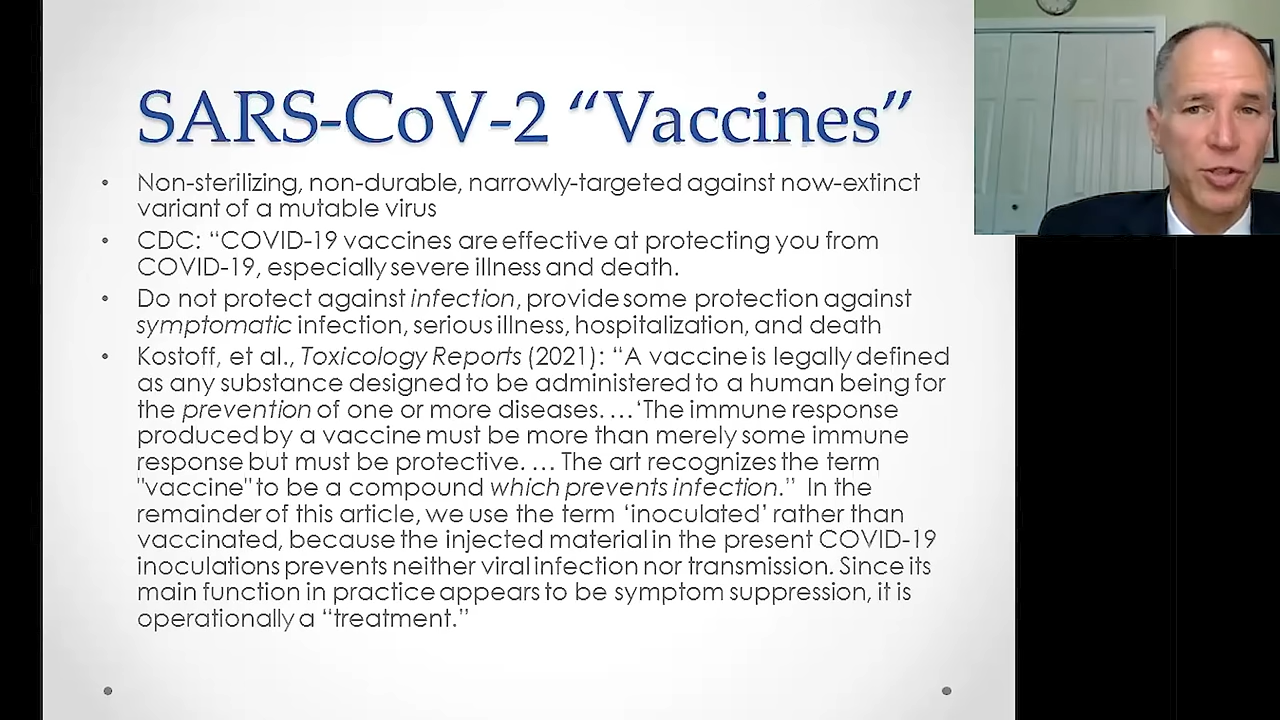 SARS-CoV-2 “Vaccines”
• Non-sterilizing, non-durable, narrowly-targeted against now-extinct
variant of a mutable virus
• CDC: “COVID-19 vaccines are effective at protecting you from
COVID-19, especially severe illness and death.
• Do not protect against infection, provide some protection against
symptomatic infection, serious illness, hospitalization, and death
• Kostoff, et al., Toxicology Reports (2021): “A vaccine is legally defined
as any substance designed to be administered to a human being for
the prevention of one or more diseases. …‘The immune response
produced by a vaccine must be more than merely some immune
response but must be protective. … The art recognizes the term
"vaccine" to be a compound which prevents infection.” In the
remainder of this article, we use the term ‘inoculated’ rather than
vaccinated, because the injected material in the present COVID-19
inoculations prevents neither viral infection nor transmission. Since its
main function in practice appears to be symptom suppression, it is
operationally a “treatment.”